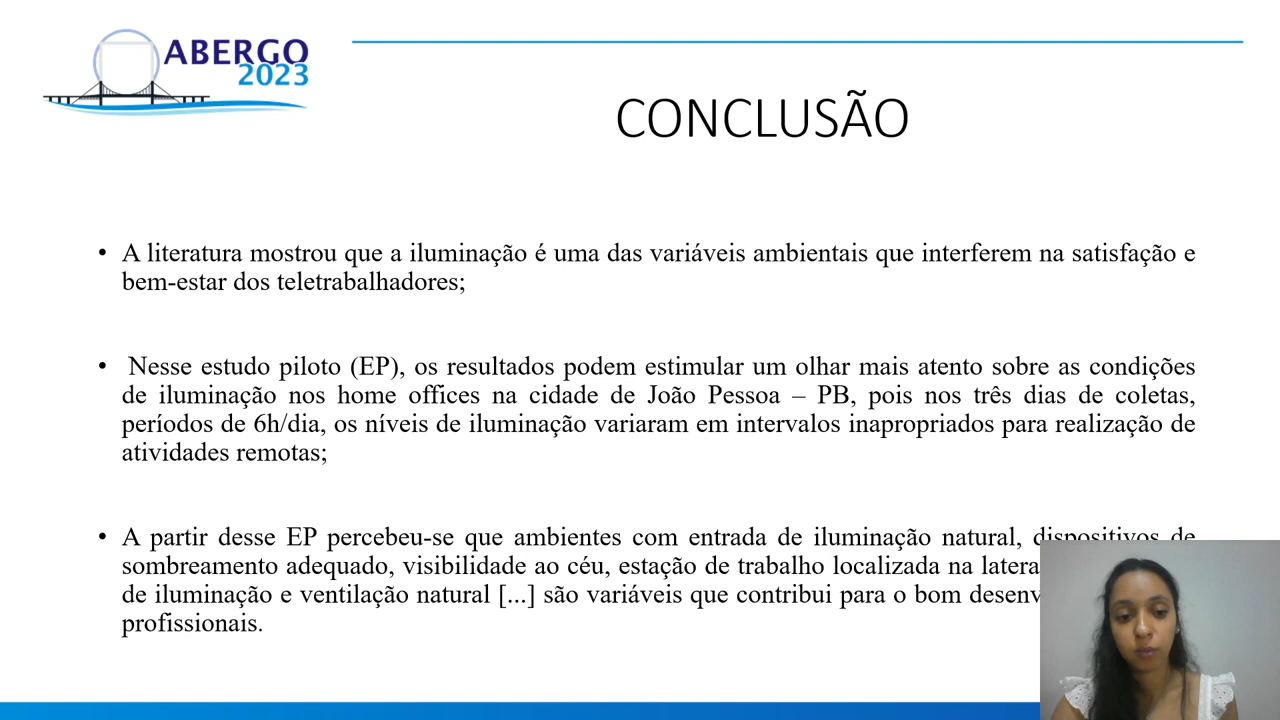 ABERGO
2023
CONCLUSÃO
• A literatura mostrou que a iluminação é uma das variáveis ambientais que interferem na satisfação e
bem-estar dos teletrabalhadores;
• Nesse estudo piloto (EP), os resultados podem estimular um olhar mais atento sobre as condições
de iluminação nos home offices na cidade de João Pessoa – PB, pois nos três dias de coletas,
períodos de 6h/dia, os níveis de iluminação variaram em intervalos inapropriados para realização de
atividades remotas;
• A partir desse EP percebeu-se que ambientes com entrada de iluminação natural, dispositivos de
sombreamento adequado, visibilidade ao céu, estação de trabalho localizada na
de iluminação e ventilação natural [...] são variáveis que contribui para o bom
profissionais.